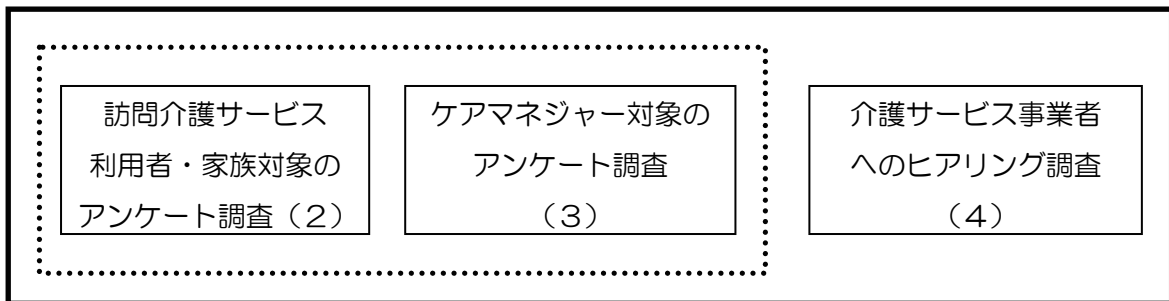 訪問介護サービス
利用者・家族対象の
アンケート調査（２）
ケアマネジャー対象の
アンケート調査
（３）
介護サービス事業者
へのヒアリング調査
（４）